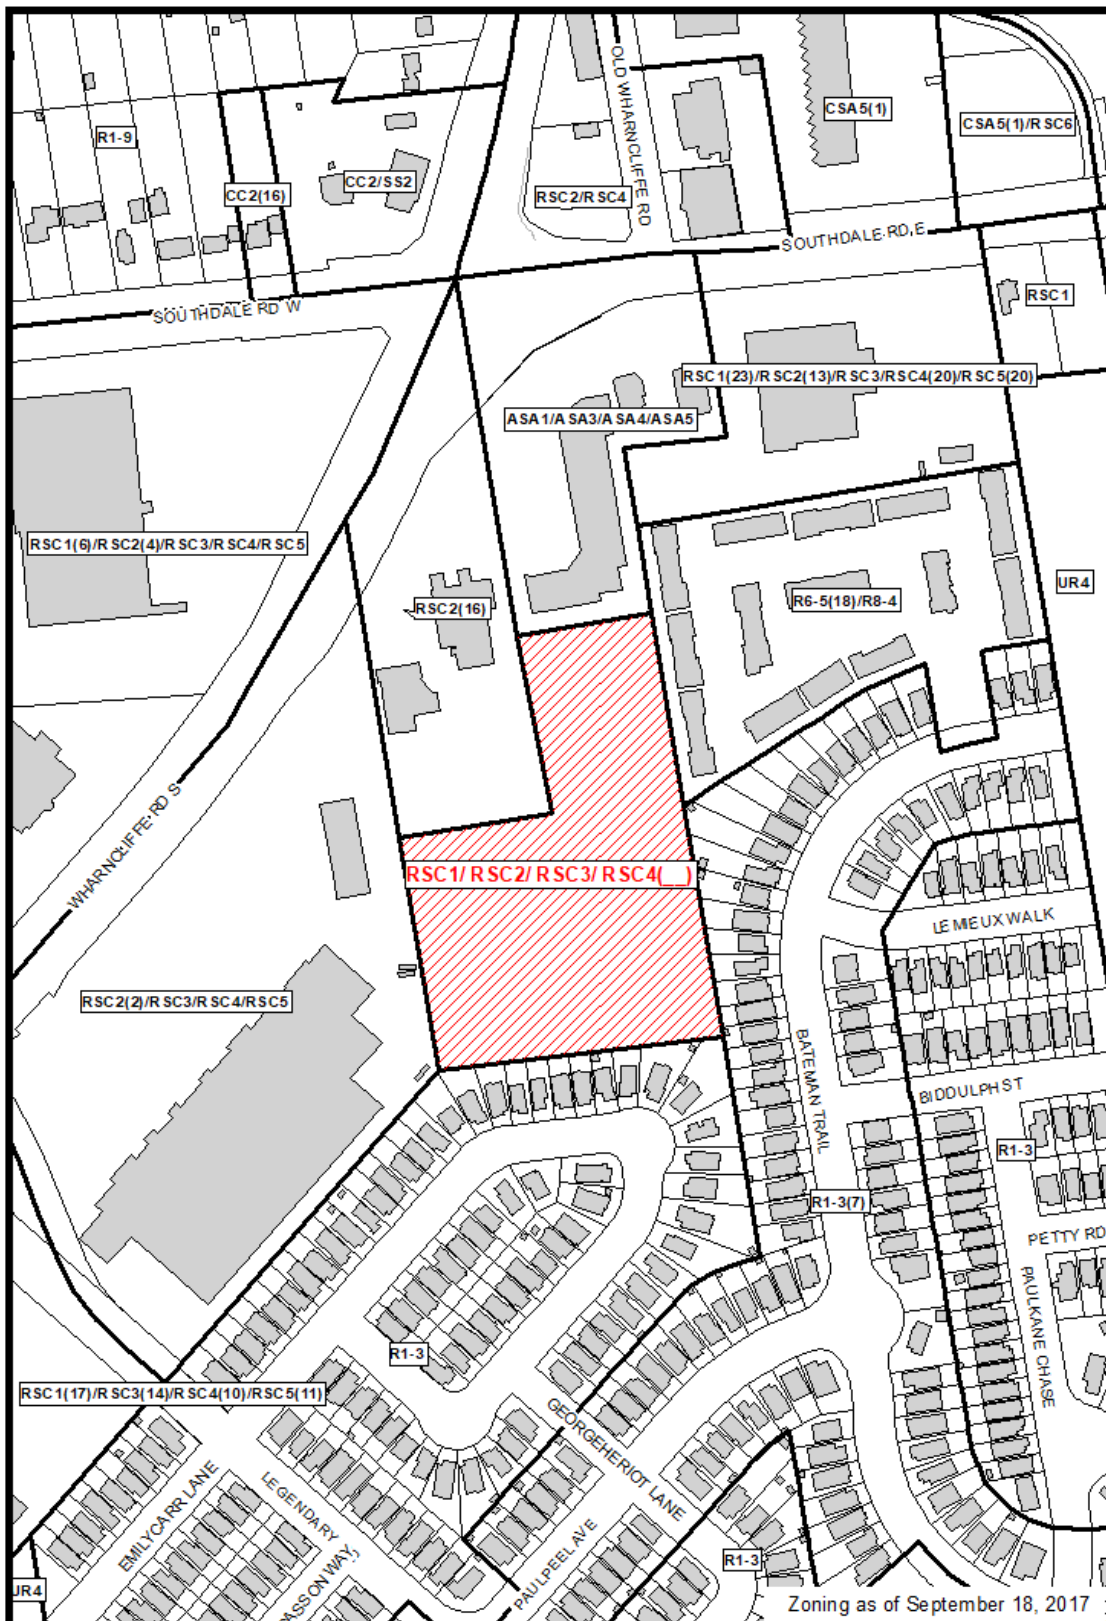 OLD WHARNCLIFFE RD
CSA5(1)
CSA5(1)/RSC6
R1-9
CC2/SS2
CC2(16)
RSC2/RSC4
SOUTHDALE RD E
SOUTHDALE RD W
RSC1
RSC1(23)/RSC2(13)/RSC3/RSC4(20)/RSC5(20)
ASA1/ASA3/ASA4/ASA5
RSC1(6)/RSC2(4)/RSC3/RSC4/RSC5
UR4
RSC2(16)
R6-5(18)/R8-4
WHARNCLIFFE RD S
RSC1/ RSC2/ RSC3/ RSC4(__)
LEMIEUX WALK
RSC2(2)/RSC3/RSC4/RSC5
BATEMAN TRAIL
BIDDULPH ST
R1-3
R1-3(7)
PETTY RD
PAULKANE CHASE
R1-3
RSC1(17)/RSC3(14)/RSC4(10)/RSC5(11)
GEORGEHERIOT LANE
EMILYCARR LANE
LEGENDARY
PAULPEEL AVE
R1-3
UR4
ASSON WAY
Zoning as of September 18, 2017